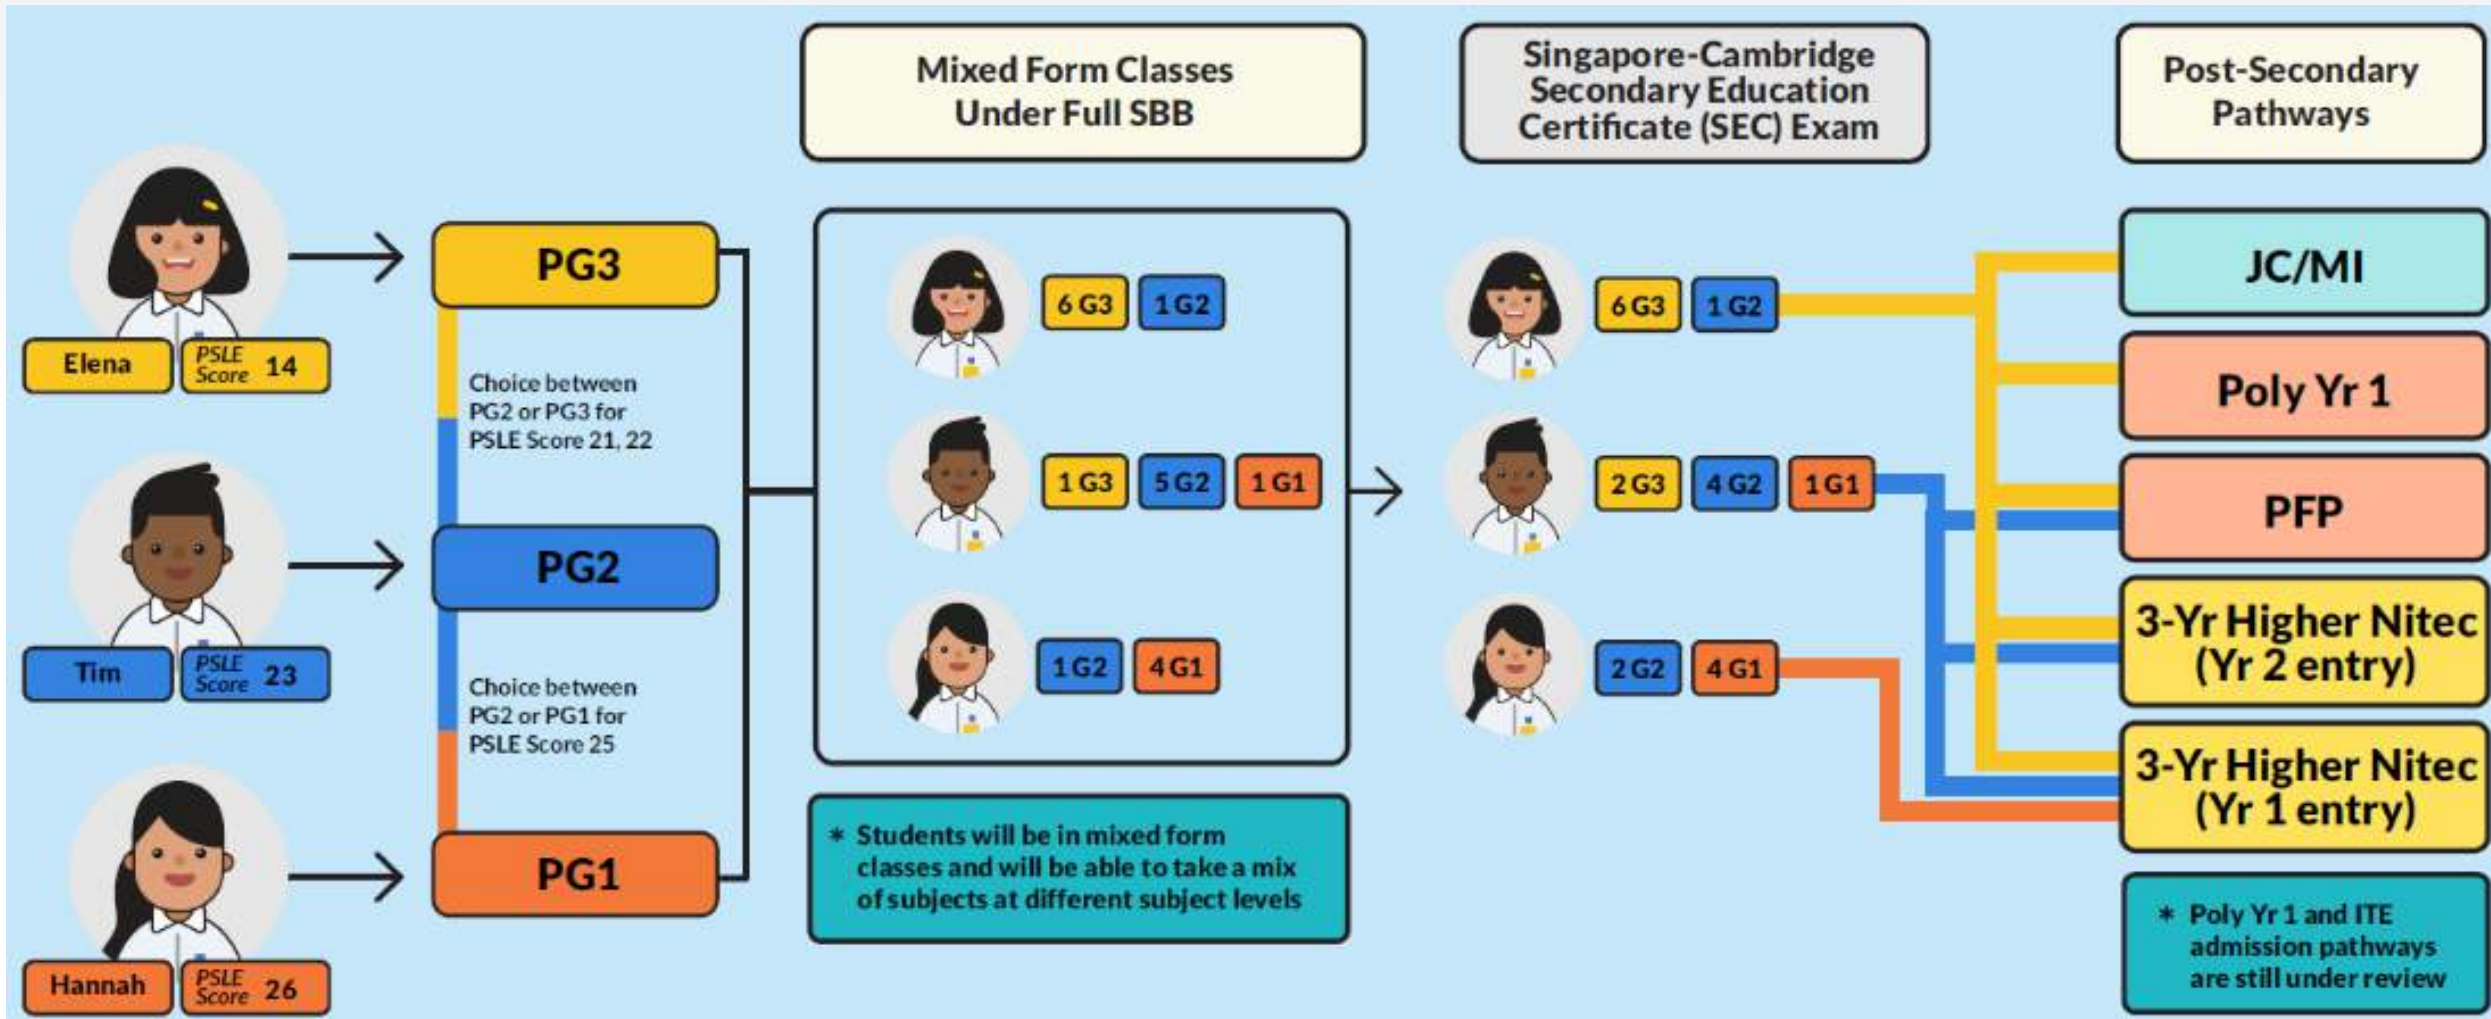 Mixed Form Classes
Under Full SBB
Singapore-Cambridge
Secondary Education
Certificate (SEC) Exam
Post-Secondary
Pathways
Elena
PSLE
Score 14
PG3
Choice between
PG2 or PG3 for
PSLE Score 21, 22
Tim
PSLE
Score 23
PG2
Choice between
PG2 or PG1 for
PSLE Score 25
Hannah
PSLE
Score 26
PG1
6 G3 1 G2
1 G3 5 G2 1 G1
1 G2 4 G1
* Students will be in mixed form
classes and will be able to take a mix
of subjects at different subject levels
6 G3 1 G2
2 G3 4 G2 1 G1
2 G2 4 G1
JC/MI
Poly Yr 1
PFP
3-Yr Higher Nitec
(Yr 2 entry)
3-Yr Higher Nitec
(Yr 1 entry)
* Poly Yr 1 and ITE
admission pathways
are still under review